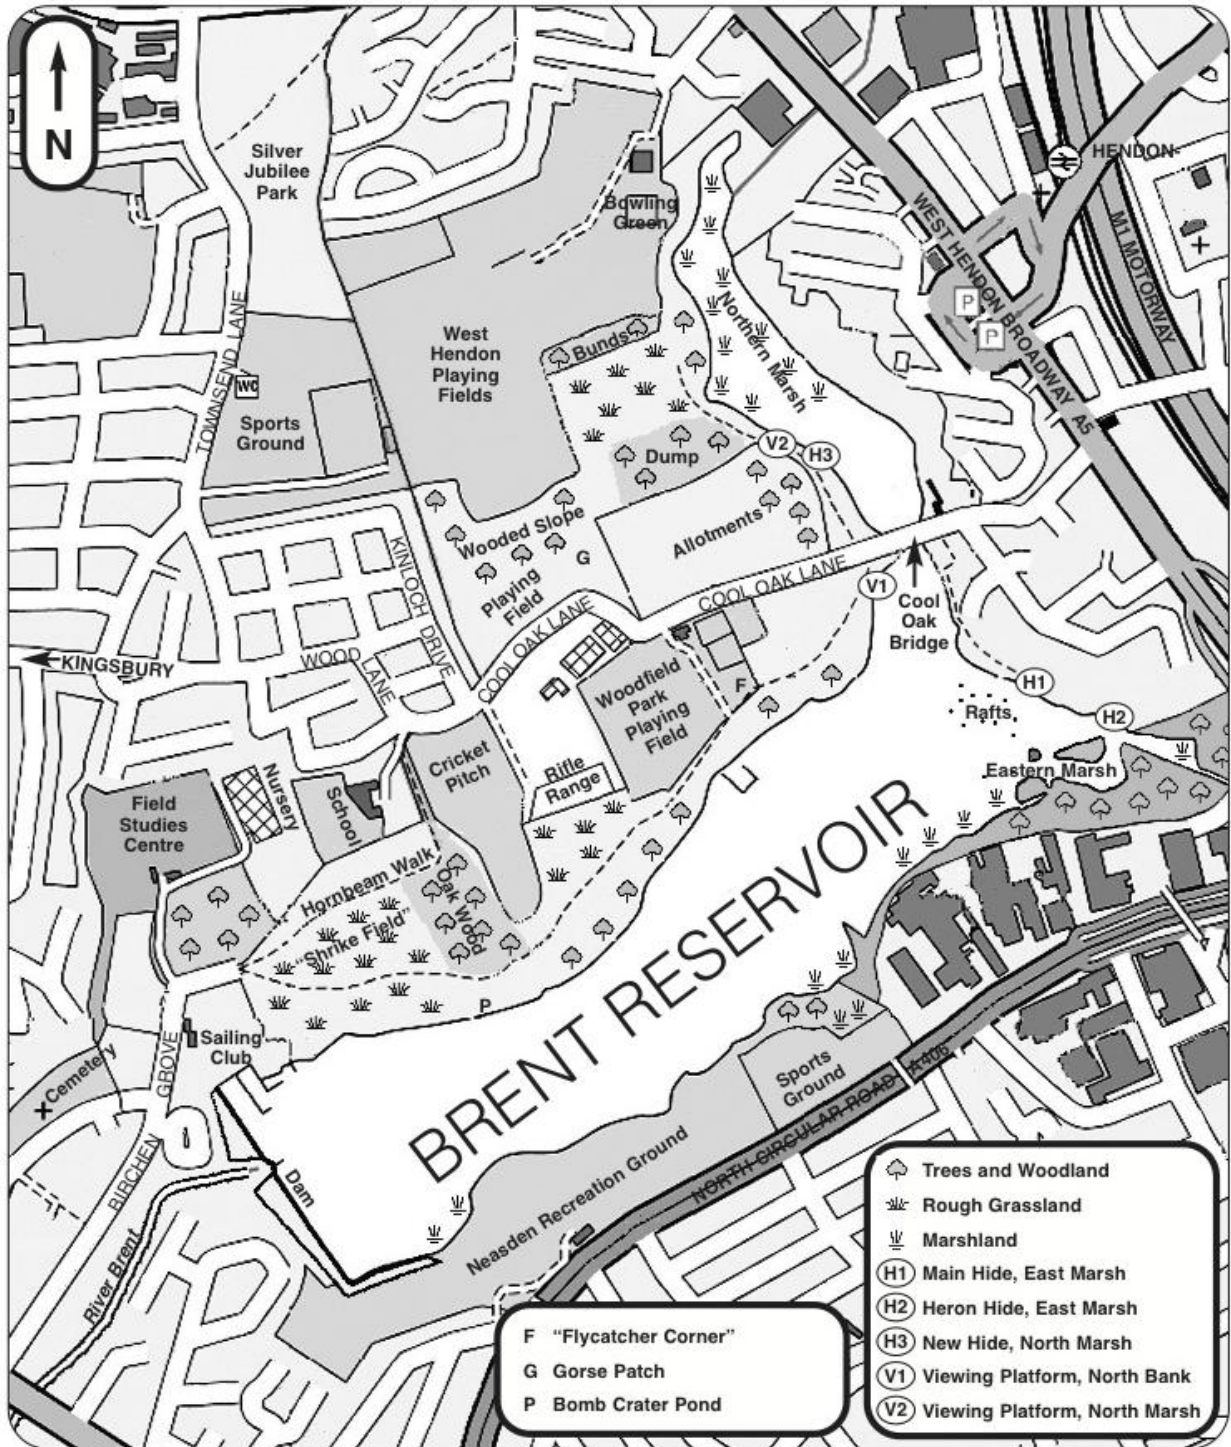 N
Silver
Jubilee
Park
HENDON
Bowling
Green
WEST HENDON BROADWAY A5
M1 MOTORWAY
P
P
TOWNSEND LANE
WC
Sports
Ground
West
Hendon
Playing
Fields
Bunds
Northern Marsh
Dump
V2
H3
Allotments
Wooded Slope
G
Playing
Field
KINLOCH DRIVE
COOL OAK LANE
COOL OAK LANE
V1
Cool
Oak
Bridge
KINGSBURY
WOOD LANE
Woodfield
Park
Playing
Field
F
H1
Rafts
H2
Eastern Marsh
Cricket
Pitch
Rifle
Range
Nursery
School
Field
Studies
Centre
Hornbeam Walk
Oak Wood
"Shrike Field"
P
BRENT RESERVOIR
Sailing
Club
Cemetery
BIRCHEN GROVE
Dam
River Brent
Sports
Ground
Neasden Recreation Ground
NORTH CIRCULAR ROAD A406
Trees and Woodland
Rough Grassland
Marshland
H1 Main Hide, East Marsh
H2 Heron Hide, East Marsh
H3 New Hide, North Marsh
V1 Viewing Platform, North Bank
V2 Viewing Platform, North Marsh
F "Flycatcher Corner"
G Gorse Patch
P Bomb Crater Pond